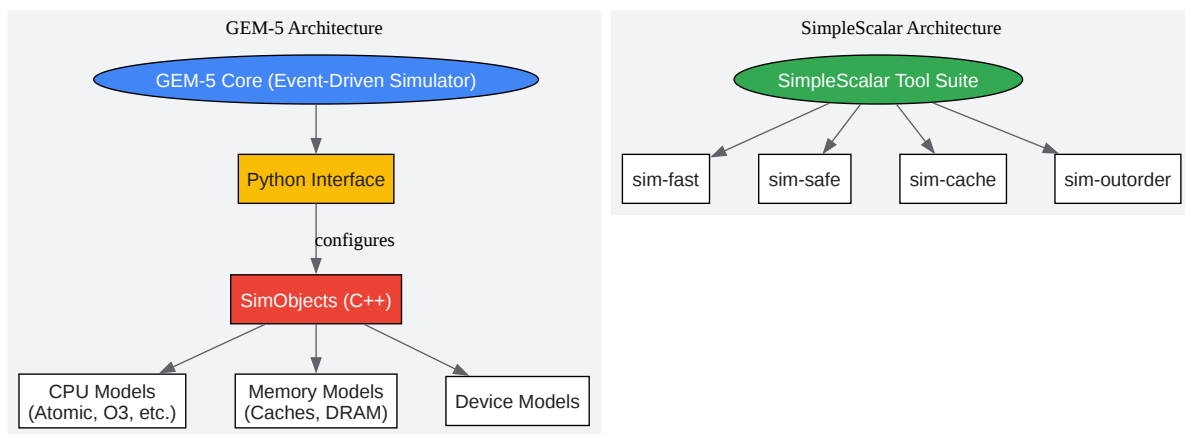 GEM-5 Architecture
GEM-5 Core (Event-Driven Simulator)
Python Interface
configures
SimObjects (C++)
CPU Models
(Atomic, O3, etc.)
Memory Models
(Caches, DRAM)
Device Models
SimpleScalar Architecture
SimpleScalar Tool Suite
sim-fast
sim-safe
sim-cache
sim-outorder